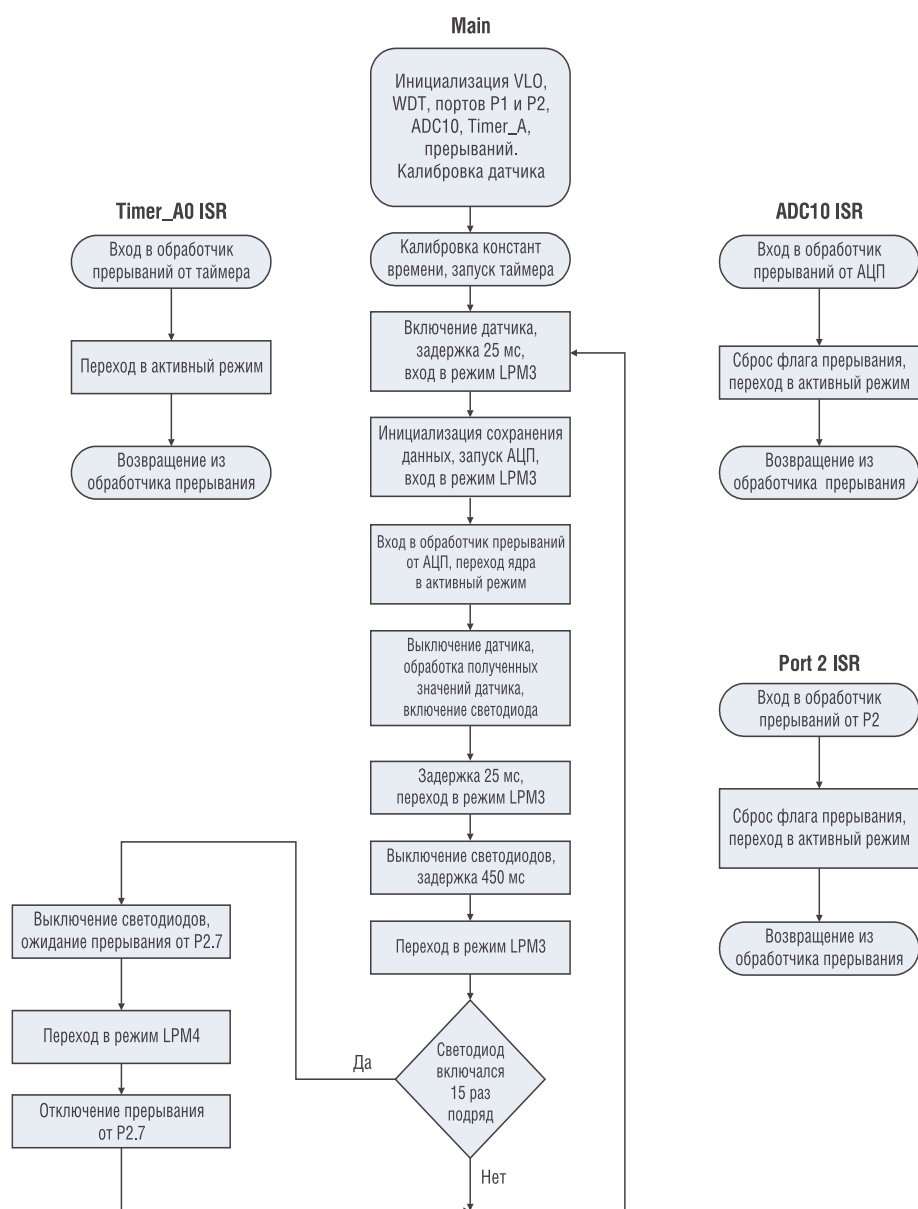 Main
Инициализация VLO,
WDT, портов P1 и P2,
ADC10, Timer_A,
прерываний.
Калибровка датчика
Калибровка констант
времени, запуск таймера
Включение датчика,
задержка 25 мс,
вход в режим LPM3
Инициализация сохранения
данных, запуск АЦП,
вход в режим LPM3
Вход в обработчик прерываний
от АЦП, переход ядра
в активный режим
Выключение датчика,
обработка полученных
значений датчика,
включение светодиода
Задержка 25 мс,
переход в режим LPM3
Выключение светодиодов,
задержка 450 мс
Переход в режим LPM3
Светодиод
включался
15 раз
подряд
Да
Нет
Выключение светодиодов,
ожидание прерывания от P2.7
Переход в режим LPM4
Отключение прерывания
от P2.7
Timer_A0 ISR
Вход в обработчик
прерываний от таймера
Переход в активный режим
Возвращение из
обработчика прерывания
ADC10 ISR
Вход в обработчик
прерываний от АЦП
Сброс флага прерывания,
переход в активный режим
Возвращение из
обработчика прерывания
Port 2 ISR
Вход в обработчик
прерываний от P2
Сброс флага прерывания,
переход в активный режим
Возвращение из
обработчика прерывания